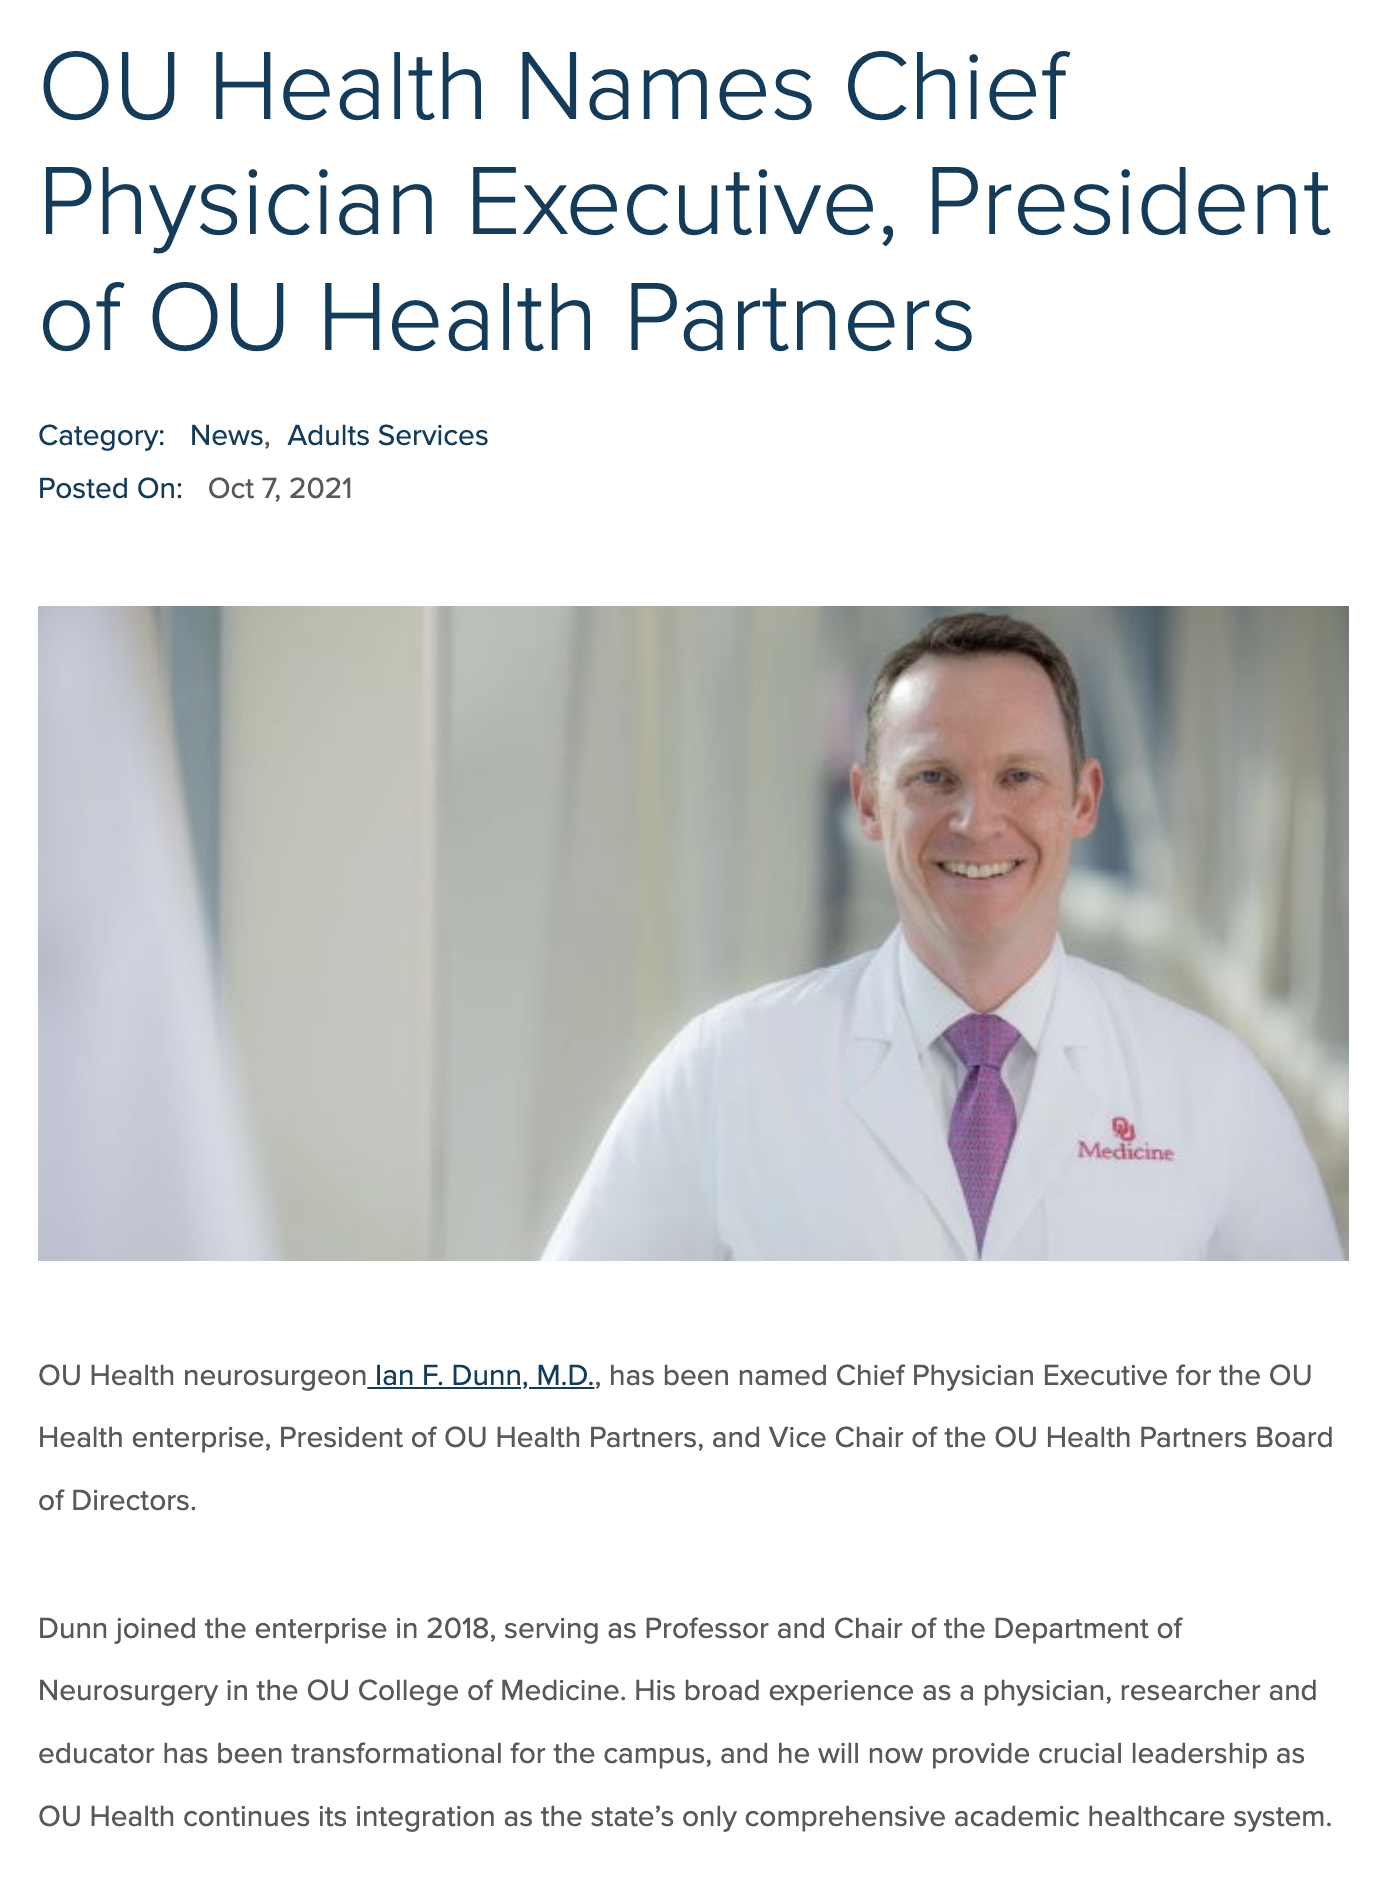 OU Health Names Chief
Physician Executive, President
of OU Health Partners
Category: News, Adults Services
Posted On: Oct 7, 2021
OU
Medicine
OU Health neurosurgeon Ian F. Dunn, M.D., has been named Chief Physician Executive for the OU
Health enterprise, President of OU Health Partners, and Vice Chair of the OU Health Partners Board
of Directors.
Dunn joined the enterprise in 2018, serving as Professor and Chair of the Department of
Neurosurgery in the OU College of Medicine. His broad experience as a physician, researcher and
educator has been transformational for the campus, and he will now provide crucial leadership as
OU Health continues its integration as the state’s only comprehensive academic healthcare system.